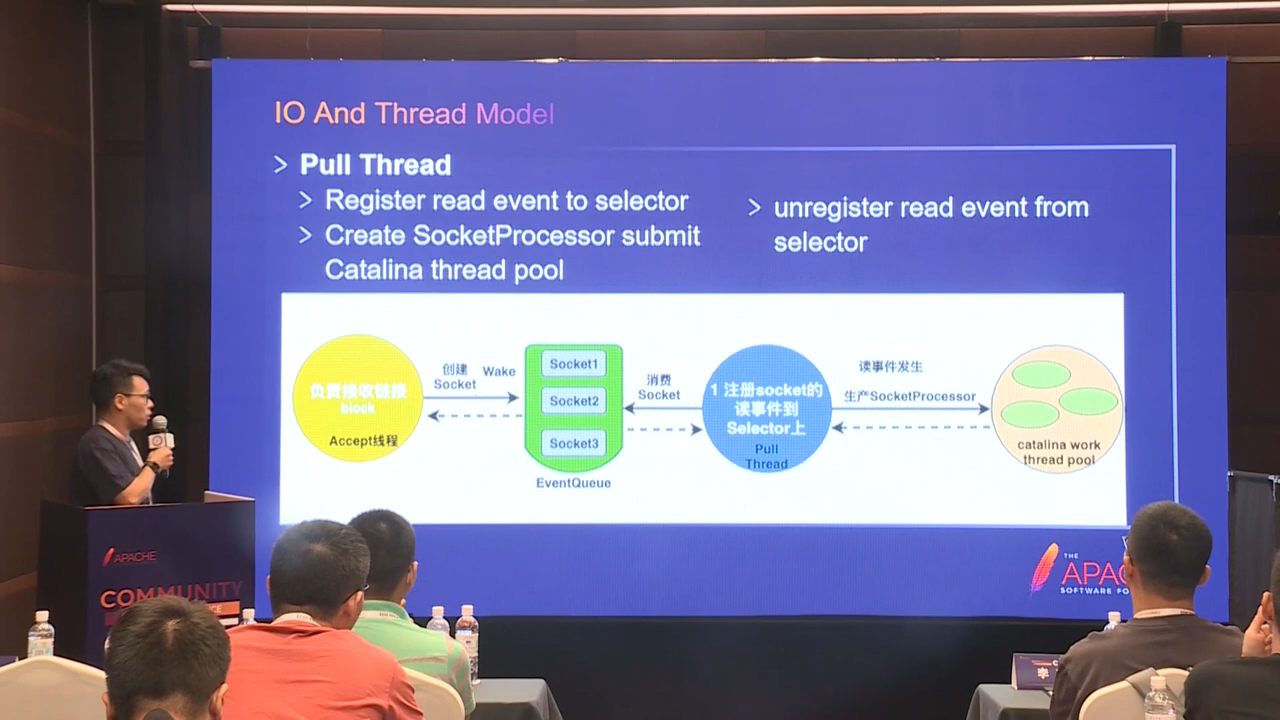 IO And Thread Model
> Pull Thread
> Register read event to selector
> Create SocketProcessor submit
Catalina thread pool
> unregister read event from
selector
负责接收链接
block
Accept线程
创建
Socket
Wake
Socket1
Socket2
Socket3
EventQueue
消费
Socket
1 注册socket的
读事件到
Selector上
Pull
Thread
读事件发生
生产SocketProcessor
catalina work
thread pool
THE
APAC
SOFTWARE FO
APACHE
COMMUNITY